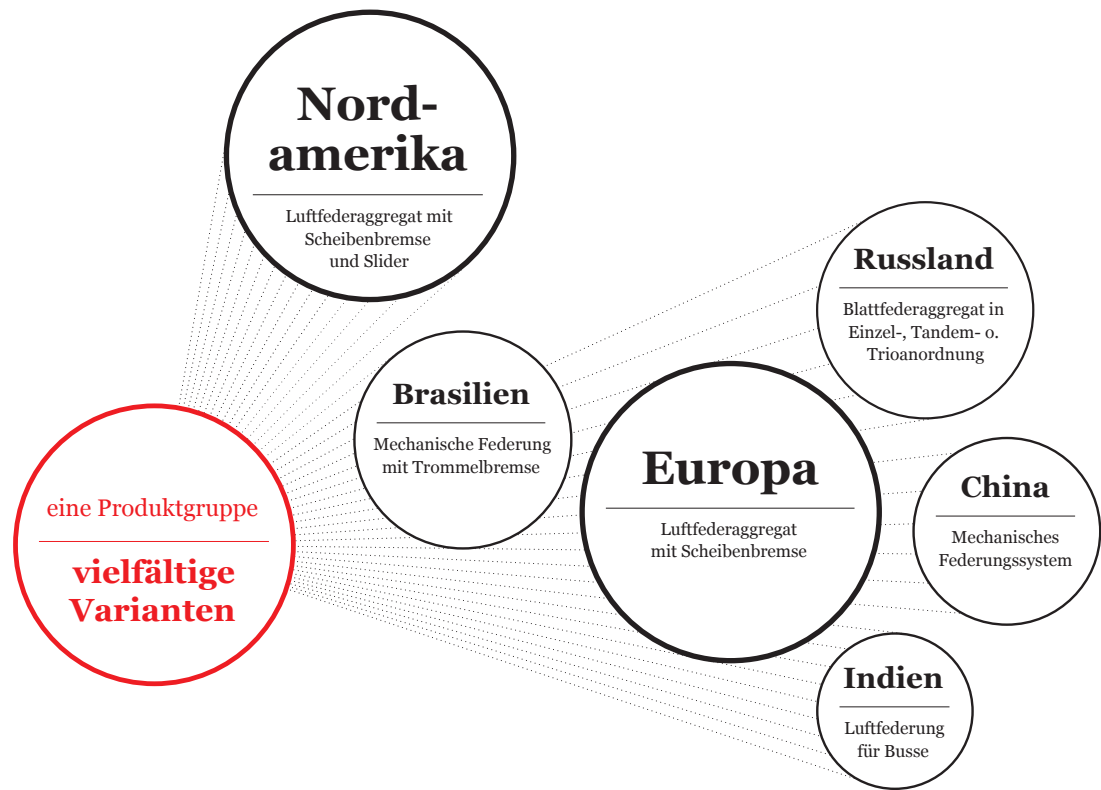 Nord-
amerika
Luftfederaggregat mit
Scheibenbremse
und Slider
Russland
Blattfederaggregat in
Einzel-, Tandem- o.
Trioanordnung
Brasilien
Mechanische Federung
mit Trommelbremse
Europa
Luftfederaggregat
mit Scheibenbremse
China
Mechanisches
Federungssystem
eine Produktgruppe
vielfältige
Varianten
Indien
Luftfederung
für Busse